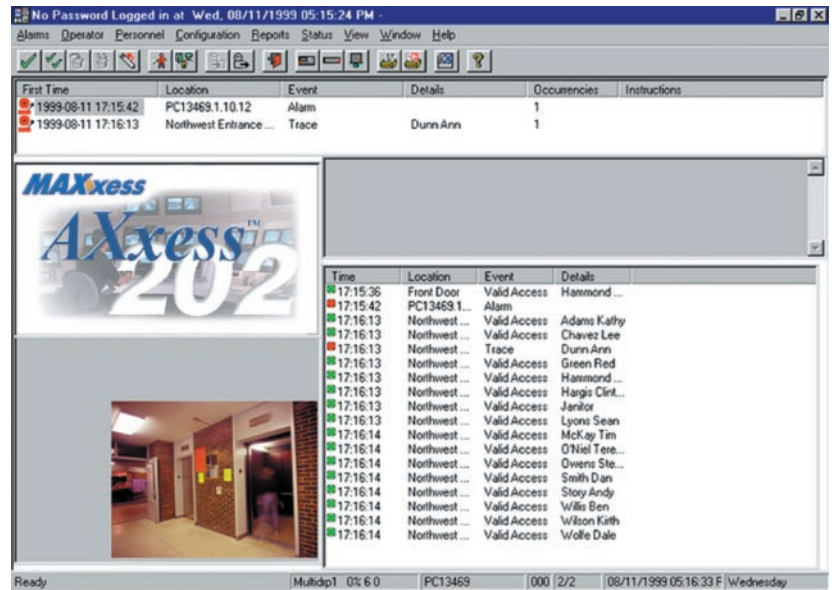 No Password Logged in at Wed, 08/11/1999 05:15:24 PM -
Alarms Operator Personnel Configuration Reports Status View Window Help
First Time Location Event Details Occurrencies Instructions
1999-08-11 17:15:42 PC13469.1.10.12 Alarm 1
1999-08-11 17:16:13 Northwest Entrance ... Trace Dunn Ann 1
MAXxess
AXxess™
202
Time Location Event Details
17:15:36 Front Door Valid Access Hammond ...
17:15:42 PC13469.1... Alarm
17:16:13 Northwest ... Valid Access Adams Kathy
17:16:13 Northwest ... Valid Access Chavez Lee
17:16:13 Northwest ... Trace Dunn Ann
17:16:13 Northwest ... Valid Access Green Red
17:16:13 Northwest ... Valid Access Hammond ...
17:16:13 Northwest ... Valid Access Hargis Clint...
17:16:13 Northwest ... Valid Access Janitor
17:16:13 Northwest ... Valid Access Lyons Sean
17:16:14 Northwest ... Valid Access McKay Tim
17:16:14 Northwest ... Valid Access O'Niel Tere...
17:16:14 Northwest ... Valid Access Owens Ste...
17:16:14 Northwest ... Valid Access Smith Dan
17:16:14 Northwest ... Valid Access Story Andy
17:16:14 Northwest ... Valid Access Willis Ben
17:16:14 Northwest ... Valid Access Wilson Kirth
17:16:14 Northwest ... Valid Access Wolfe Dale
Ready Multidrp1 0% 6 0 PC13469 000 2/2 08/11/1999 05:16:33 F Wednesday